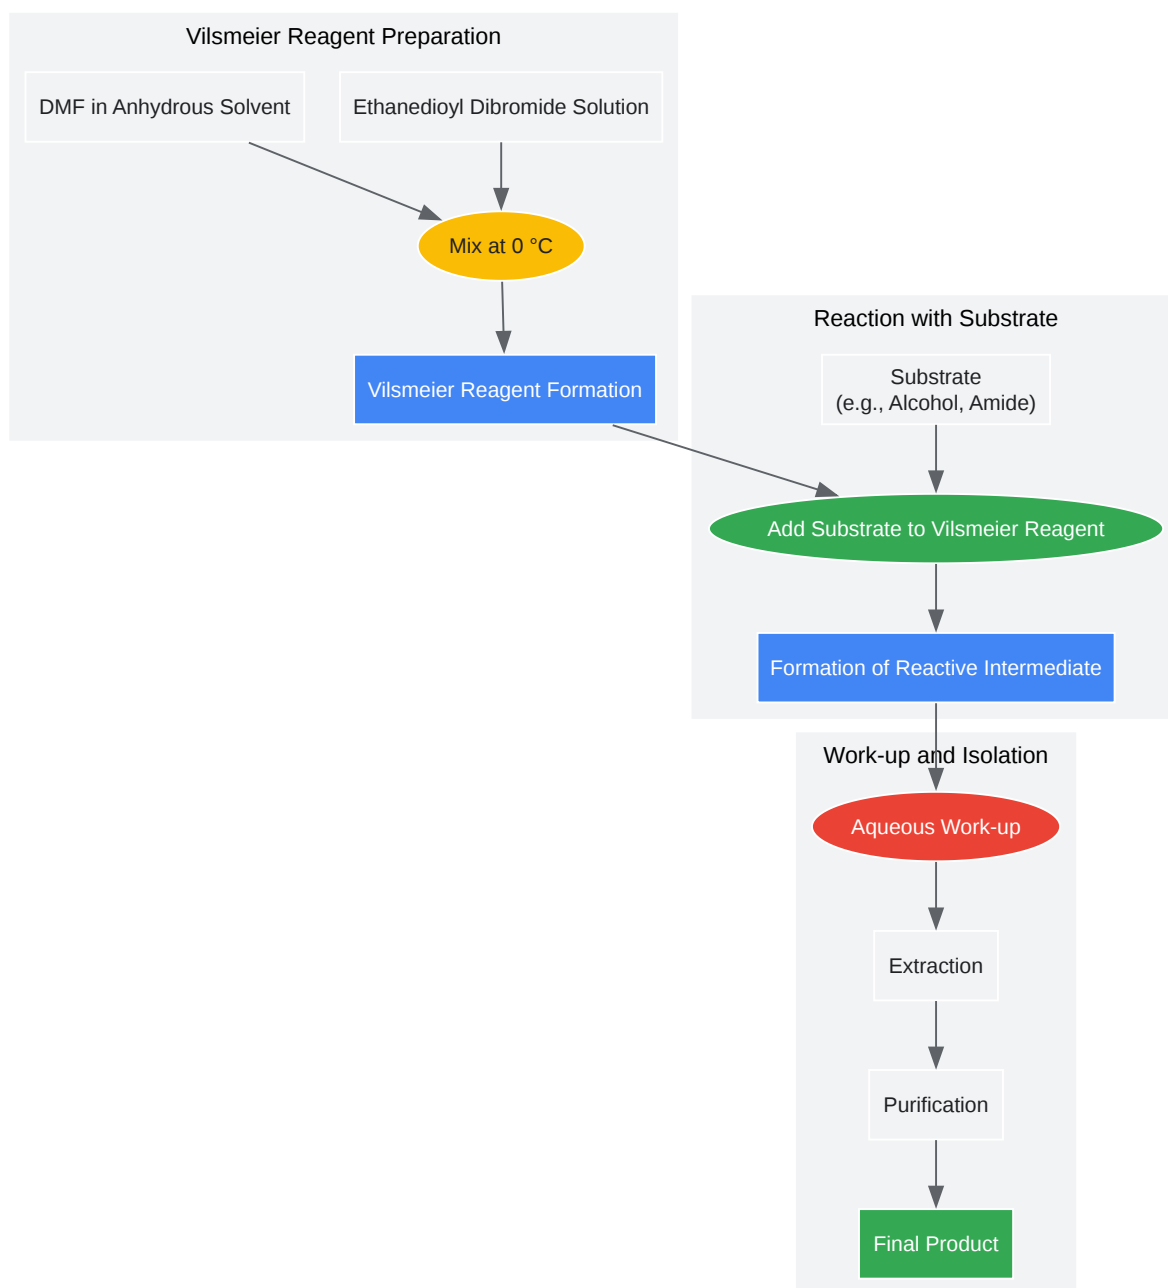 Vilsmeier Reagent Preparation
DMF in Anhydrous Solvent
Ethanedioyl Dibromide Solution
Mix at 0 °C
Vilsmeier Reagent Formation
Reaction with Substrate
Substrate
(e.g., Alcohol, Amide)
Add Substrate to Vilsmeier Reagent
Formation of Reactive Intermediate
Work-up and Isolation
Aqueous Work-up
Extraction
Purification
Final Product